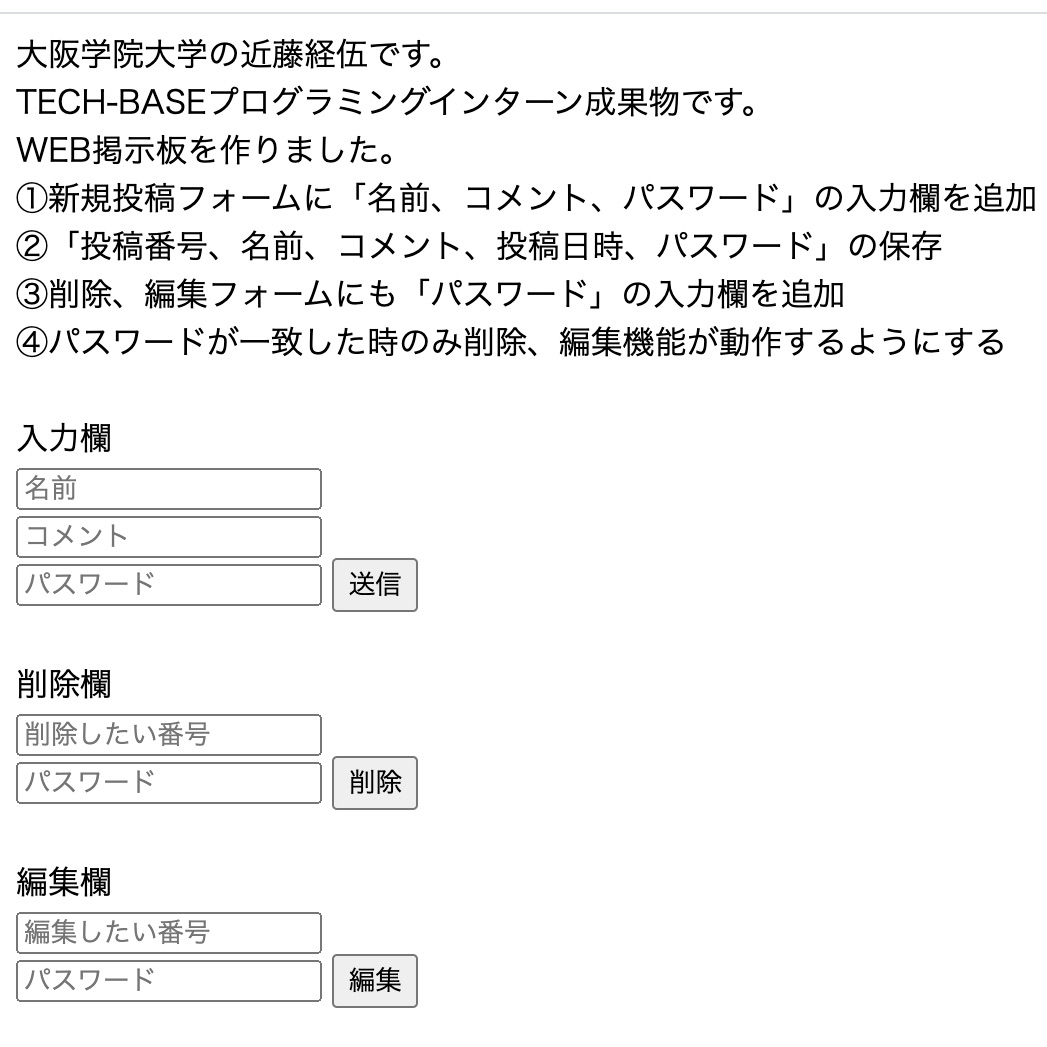 大阪学院大学の近藤経伍です。
TECH-BASEプログラミングインターン成果物です。
WEB掲示板を作りました。
①新規投稿フォームに「名前、コメント、パスワード」の入力欄を追加
②「投稿番号、名前、コメント、投稿日時、パスワード」の保存
③削除、編集フォームにも「パスワード」の入力欄を追加
④パスワードが一致した時のみ削除、編集機能が動作するようにする
入力欄
名前
コメント
パスワード 送信
削除欄
削除したい番号
パスワード 削除
編集欄
編集したい番号
パスワード 編集